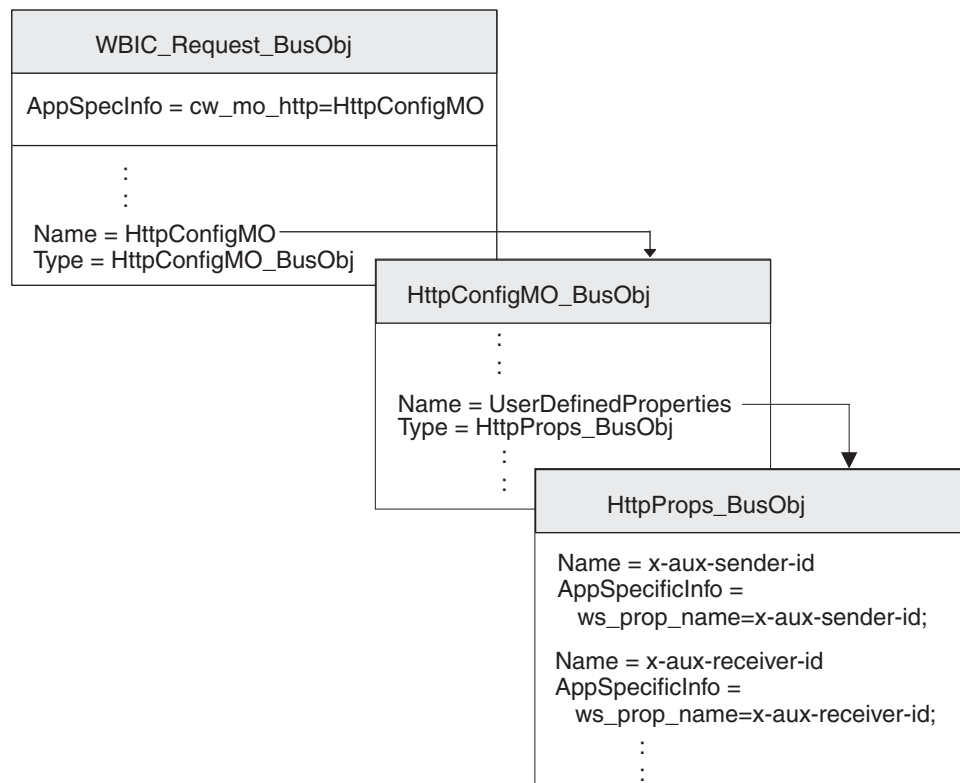 WBIC_Request_BusObj
AppSpecInfo = cw_mo_http=HttpConfigMO
:
:
Name = HttpConfigMO
Type = HttpConfigMO_BusObj
HttpConfigMO_BusObj
:
:
Name = UserDefinedProperties
Type = HttpProps_BusObj
:
:
HttpProps_BusObj
Name = x-aux-sender-id
AppSpecificInfo =
ws_prop_name=x-aux-sender-id;
Name = x-aux-receiver-id
AppSpecificInfo =
ws_prop_name=x-aux-receiver-id;
:
: